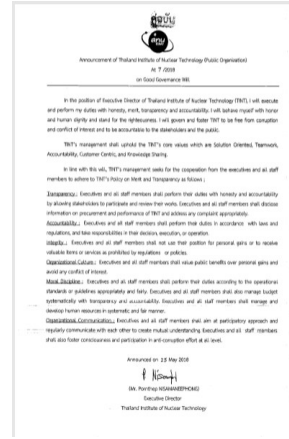 สำเนา
Announcement of Thailand Institute of Nuclear Technology (Public Organisation)
At 7 /2018
on Good Governance Will
In the position of Executive Director of Thailand Institute of Nuclear Technology (TINT), I will execute
and perform my duties with honesty, merit, transparency and accountability. I will behave myself with honor
and human dignity and stand for the righteousness. I will govern and foster TINT to be free from corruption
and conflict of interest and to be accountable to the stakeholders and the public.
TINT's management shall uphold the TINT's core values which are Solution Oriented, Teamwork,
Accountability, Customer Centric, and Knowledge Sharing.
In line with this will, TINT's management seeks for the cooperation from the executives and all staff
members to adhere to TINT's Policy on Merit and Transparency as follows ;
Transparency : Executives and all staff members shall perform their duties with honesty and accountability
by allowing stakeholders to participate and review their works. Executives and all staff members shall disclose
information on procurement and performance of TINT and address any complaint appropriately.
Accountability : Executives and all staff members shall perform their duties in accordance with laws and
regulations, and take responsibilities in their decision, execution, or operation.
Integrity : Executives and all staff members shall not use their position for personal gains or to receive
valuable items or services as prohibited by regulations or policies.
Organizational Culture : Executives and all staff members shall value public benefits over personal gains and
avoid any conflict of interest.
Moral Discipline : Executives and all staff members shall perform their duties according to the operational
standards or guidelines appropriately and fairly. Executives and all staff members shall also manage budget
systematically with transparency and accountability. Executives and all staff members shall manage and
develop human resources in systematic and fair manner.
Organizational Communication : Executives and all staff members shall aim at participatory approach and
regularly communicate with each other to create mutual understanding. Executives and all staff members
shall also foster consciousness and participation in anti-corruption effort at all level.
Announced on 15 May 2018
(Mr. Pornthep NISAMANEEPHONG)
Executive Director
Thailand Institute of Nuclear Technology